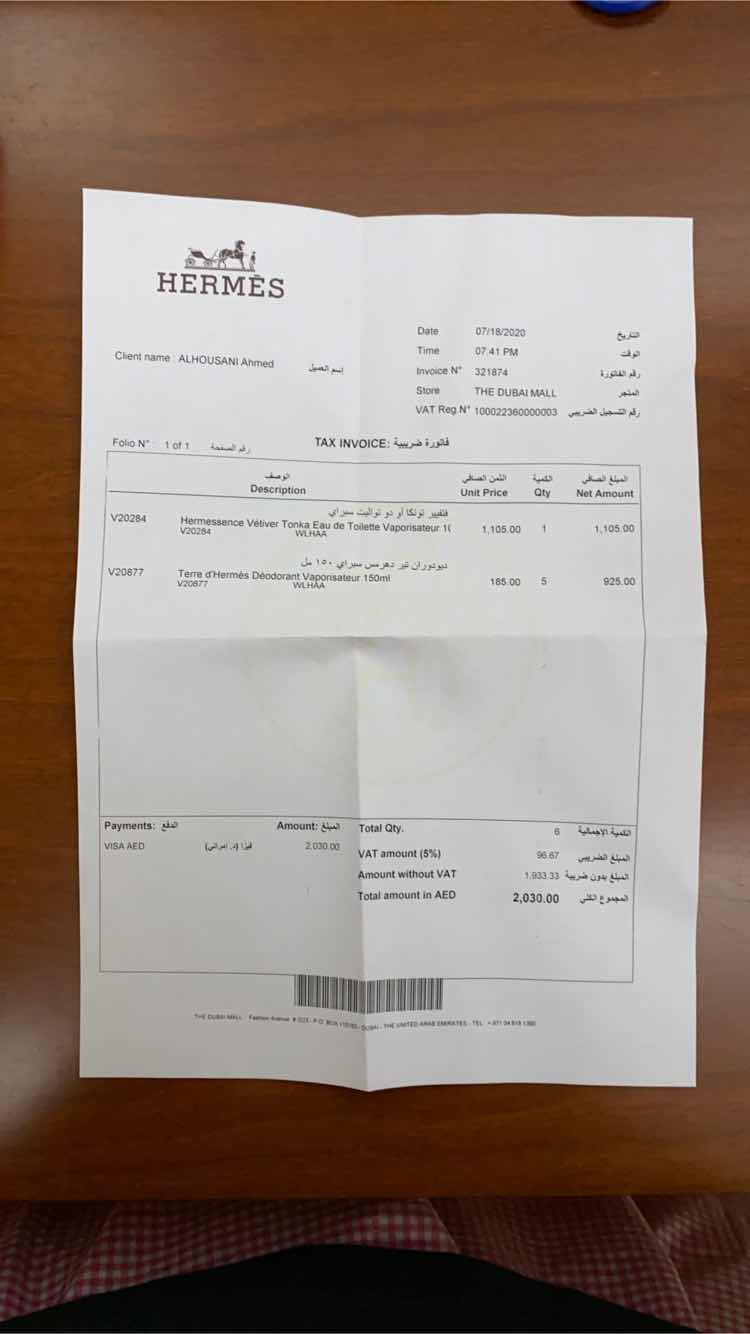 HERMÈS
Client name : ALHOUSANI Ahmed إسم العميل
Date 07/18/2020 التاريخ
Time 07:41 PM الوقت
Invoice N° 321874 رقم الفاتورة
Store THE DUBAI MALL المتجر
VAT Reg.N° 100022360000003 رقم التسجيل الضريبي
Folio N° : 1 of 1 رقم الصفحة
TAX INVOICE: فاتورة ضريبية
الوصف الثمن الصافي الكمية المبلغ الصافي
Description Unit Price Qty Net Amount
فتفيير تونكا أو دو تواليت سبراي
V20284 Hermessence Vétiver Tonka Eau de Toilette Vaporisateur 1( 1,105.00 1 1,105.00
V20284 WLHAA
ديودوران تير دهرمس سبراي ١٥٠ مل
V20877 Terre d'Hermès Déodorant Vaporisateur 150ml 185.00 5 925.00
V20877 WLHAA
Payments: الدفع Amount: المبلغ
VISA AED فيزا (د. إمراتي) 2,030.00
Total Qty. 6 الكمية الإجمالية
VAT amount (5%) 96.67 المبلغ الضريبي
Amount without VAT 1,933.33 المبلغ بدون ضريبة
Total amount in AED 2,030.00 المجموع الكلي
THE DUBAI MALL - Fashion Avenue - P.O. BOX - DUBAI - THE UNITED ARAB EMIRATES - TEL : +971 04